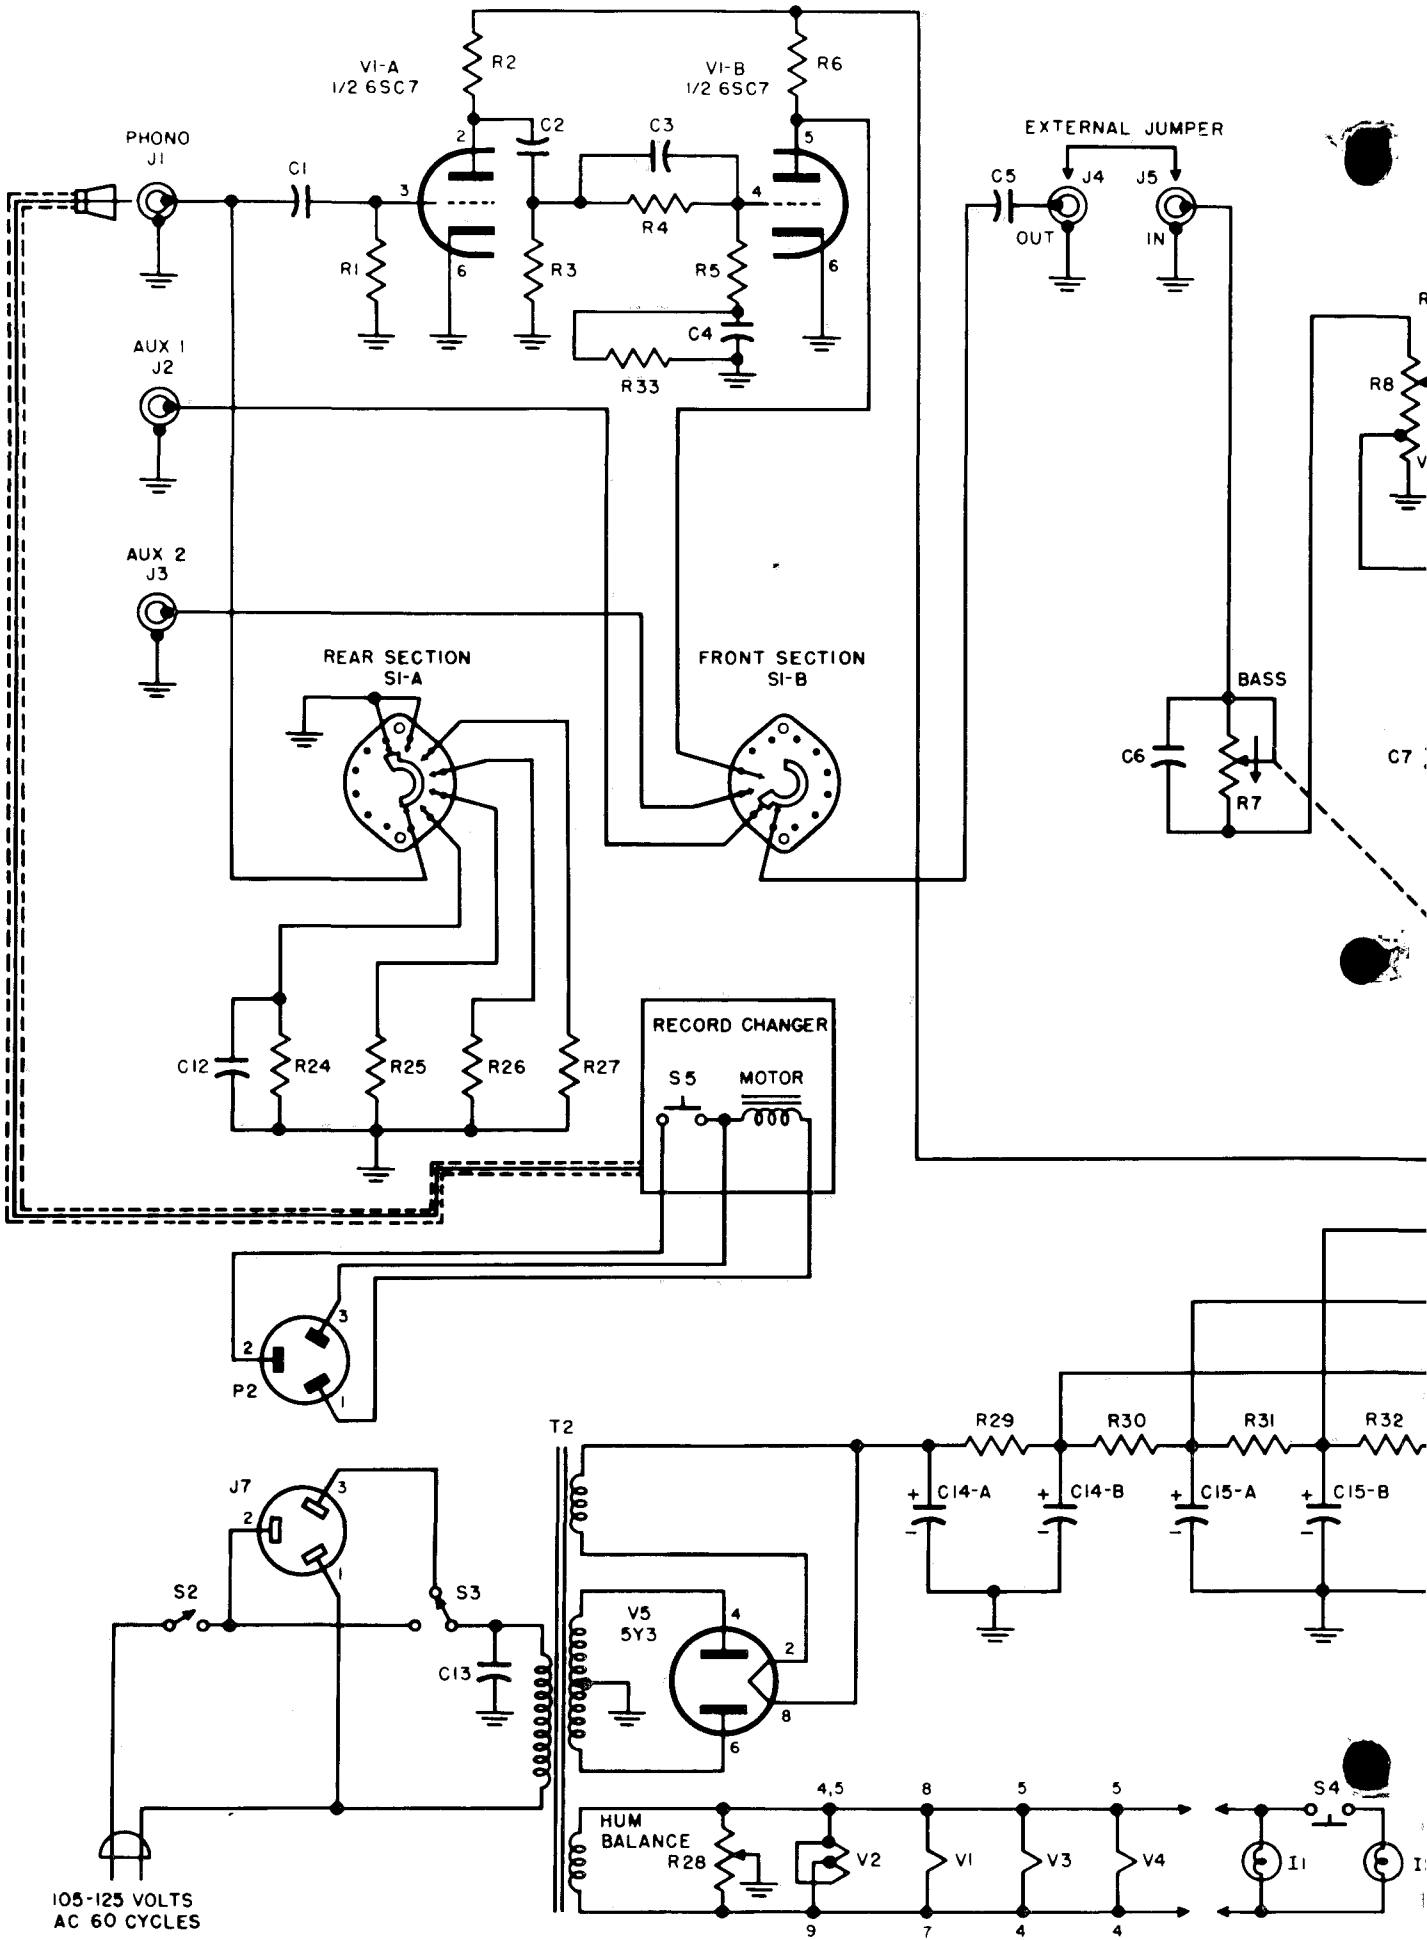 V1-A
1/2 6SC7
R2
V1-B
1/2 6SC7
R6
PHONO
J1
C1
2
C2
C3
5
EXTERNAL JUMPER
C5
J4
J5
3
4
R4
OUT
IN
R1
6
R3
R5
6
C4
R33
AUX 1
J2
R8
AUX 2
J3
REAR SECTION
S1-A
FRONT SECTION
S1-B
BASS
C6
R7
C7
RECORD CHANGER
C12
R24
R25
R26
R27
S5
MOTOR
3
2
P2
1
T2
R29
R30
R31
R32
J7
3
2
1
+ C14-A
-
+ C14-B
-
+ C15-A
-
+ C15-B
-
S2
S3
V5
5Y3
4
2
C13
8
6
HUM
BALANCE
R28
4,5
8
5
5
S4
V2
V1
V3
V4
I1
9
7
4
4
105-125 VOLTS
AC 60 CYCLES